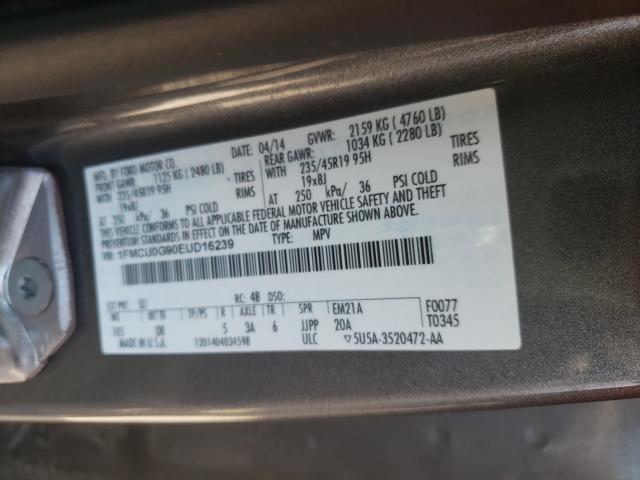 MFD. BY FORD MOTOR CO.
DATE: 04/14 GVWR: 2159 KG ( 4760 LB)
FRONT GAWR: 1125 KG ( 2480 LB) REAR GAWR: 1034 KG ( 2280 LB)
WITH 235/45R19 95H TIRES WITH 235/45R19 95H TIRES
19x8J RIMS 19x8J RIMS
AT 250 kPa/ 36 PSI COLD AT 250 kPa/ 36 PSI COLD
THIS VEHICLE CONFORMS TO ALL APPLICABLE FEDERAL MOTOR VEHICLE SAFETY AND THEFT
PREVENTION STANDARDS IN EFFECT ON THE DATE OF MANUFACTURE SHOWN ABOVE.
VIN: 1FMCU0G90EUD16239
TYPE: MPV
EXT PNT: UJ RC: 48 DSO:
WB INT TR TP/PS R AXLE TR SPR EM21A F0077
105 DB 5 3A 6 JJPP 20A T0345
MADE IN U.S.A. 1201404034598 ULC ▽5U5A-3520472-AA